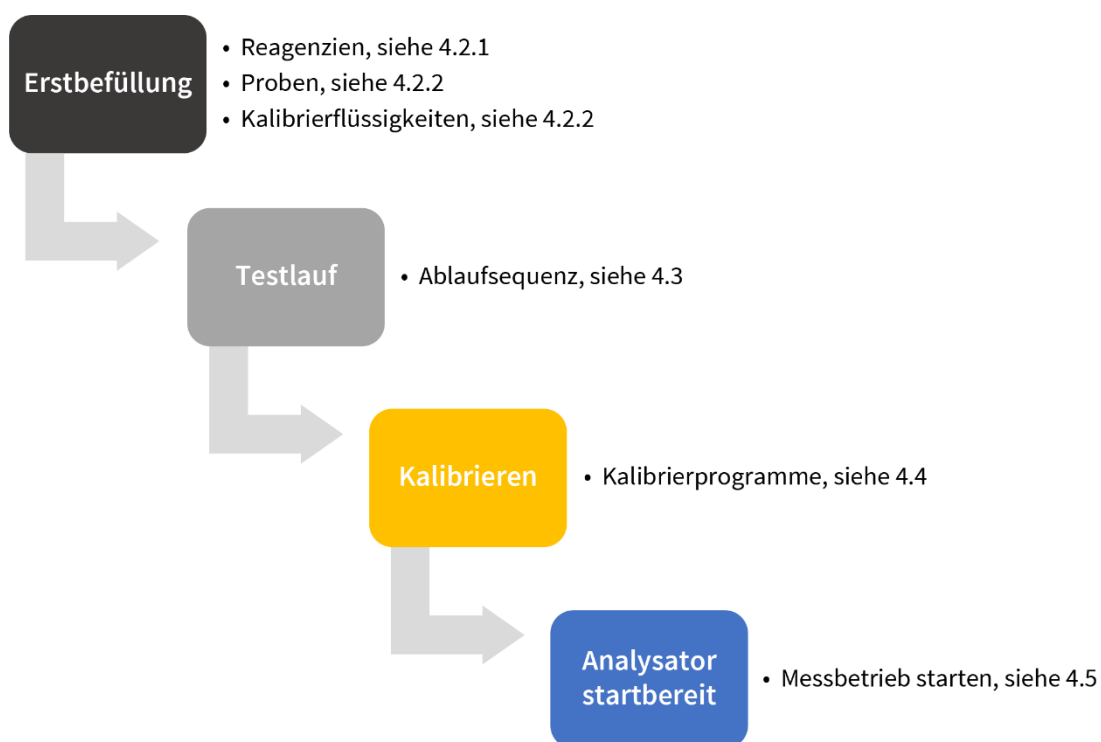 Erstbefüllung
• Reagenzien, siehe 4.2.1
• Proben, siehe 4.2.2
• Kalibrierflüssigkeiten, siehe 4.2.2
Testlauf
• Ablaufsequenz, siehe 4.3
Kalibrieren
• Kalibrierprogramme, siehe 4.4
Analysator
startbereit
• Messbetrieb starten, siehe 4.5